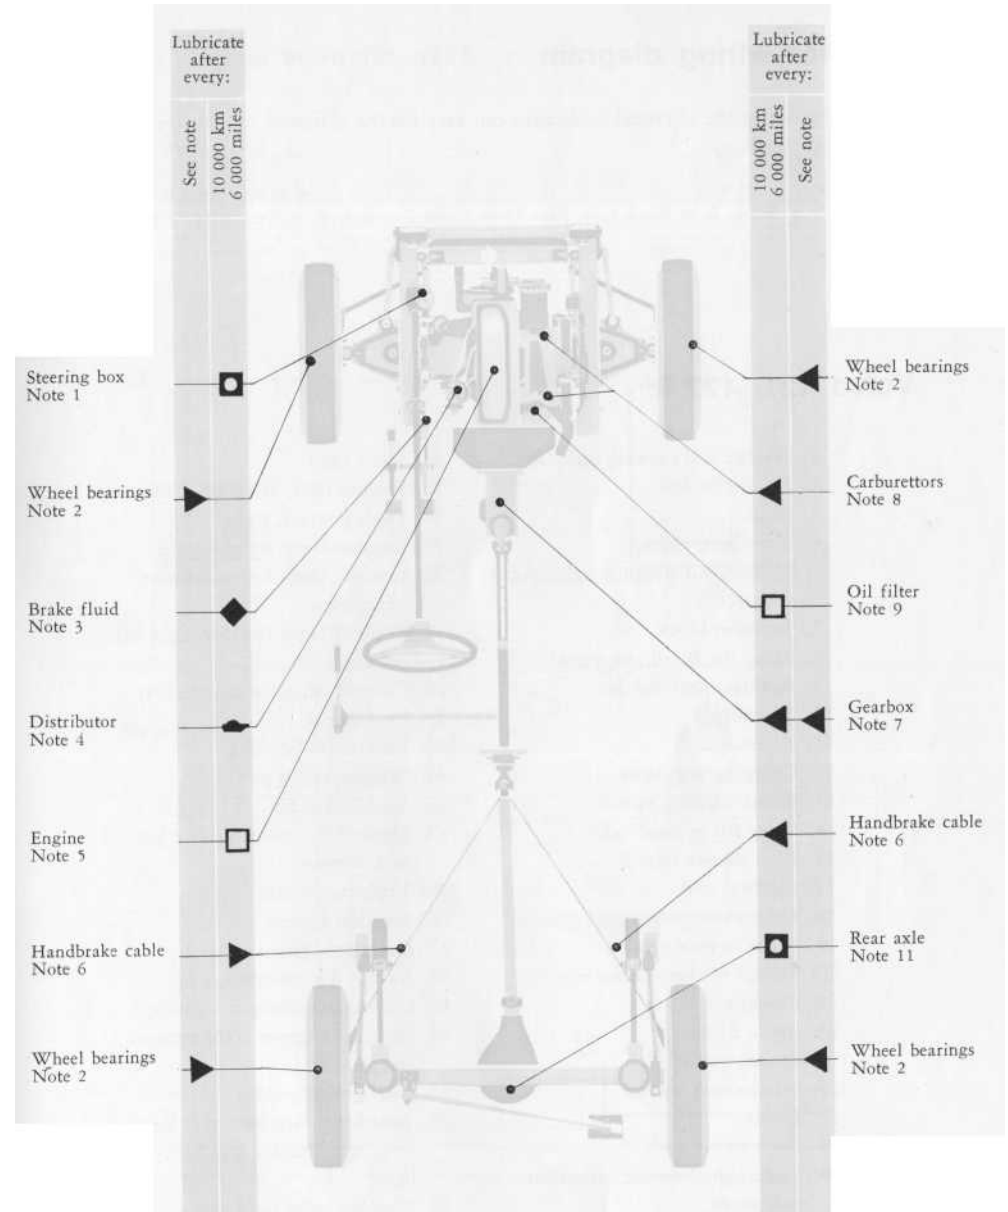 Lubricate
after
every:
See note
10 000 km
6 000 miles
Lubricate
after
every:
10 000 km
6 000 miles
See note
Steering box
Note 1
Wheel bearings
Note 2
Brake fluid
Note 3
Distributor
Note 4
Engine
Note 5
Handbrake cable
Note 6
Wheel bearings
Note 2
Wheel bearings
Note 2
Carburettors
Note 8
Oil filter
Note 9
Gearbox
Note 7
Handbrake cable
Note 6
Rear axle
Note 11
Wheel bearings
Note 2